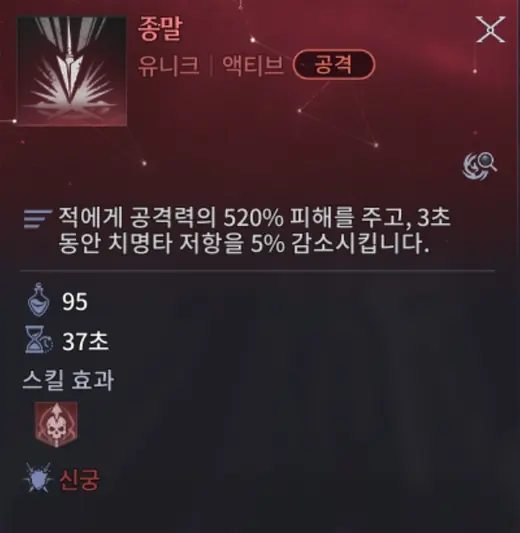 종말
유니크 | 액티브 공격
적에게 공격력의 520% 피해를 주고, 3초
동안 치명타 저항을 5% 감소시킵니다.
95
37초
스킬 효과
신궁